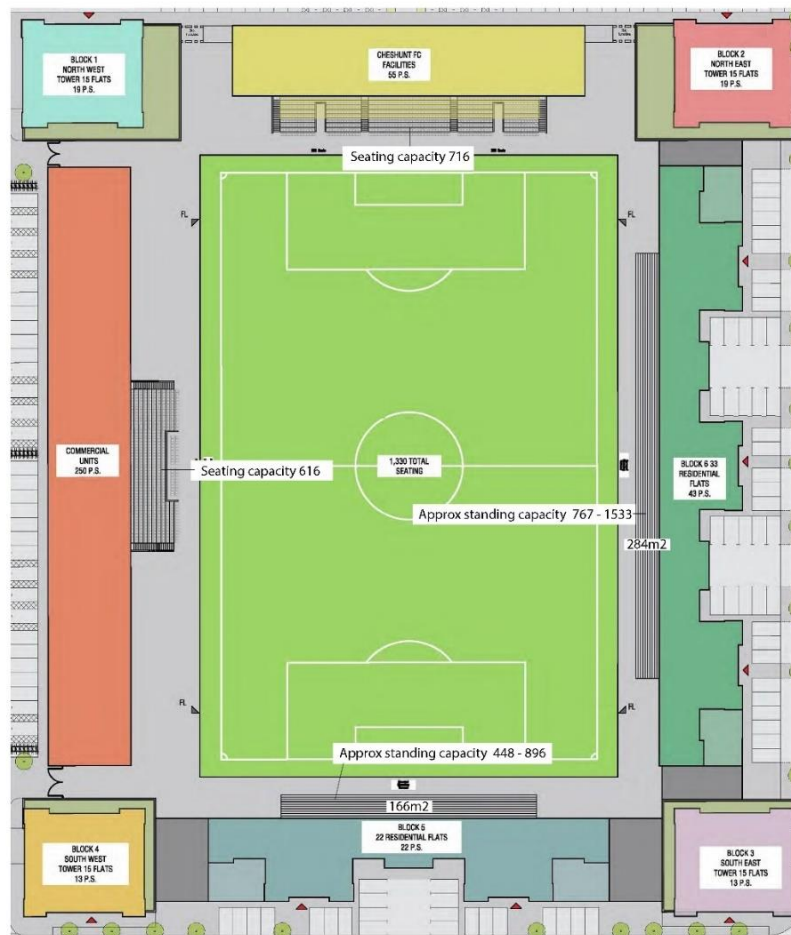 BLOCK 1
NORTH WEST
TOWER 15 FLATS
19 P.S.
CHESHUNT FC
FACILITIES
55 P.S.
BLOCK 2
NORTH EAST
TOWER 15 FLATS
19 P.S.
Seating capacity 716
FL
FL
COMMERCIAL
UNITS
250 P.S.
Seating capacity 616
1,330 TOTAL
SEATING
BLOCK 6 33
RESIDENTIAL
FLATS
43 P.S.
Approx standing capacity 767 - 1533
284m2
FL
FL
Approx standing capacity 448 - 896
166m2
BLOCK 5
22 RESIDENTIAL FLATS
22 P.S.
BLOCK 4
SOUTH WEST
TOWER 15 FLATS
13 P.S.
BLOCK 3
SOUTH EAST
TOWER 15 FLATS
13 P.S.